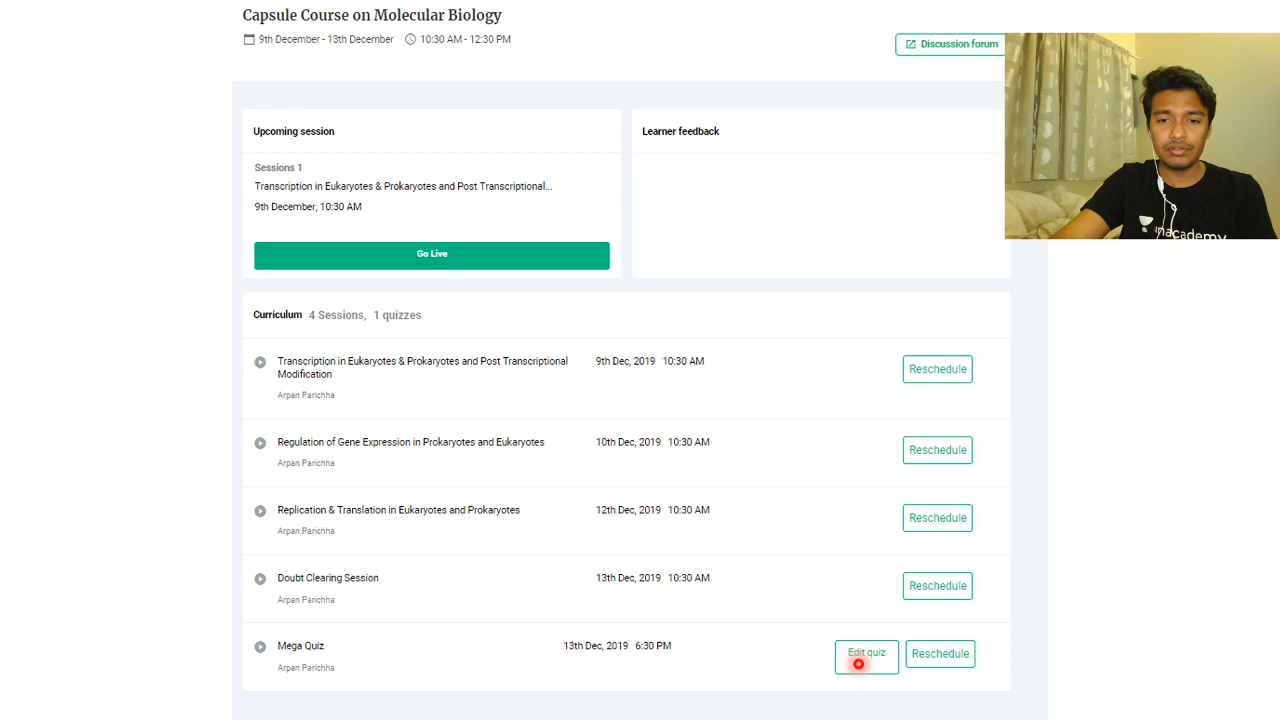 Capsule Course on Molecular Biology
9th December - 13th December 10:30 AM - 12:30 PM
Discussion forum
Upcoming session
Learner feedback
Sessions 1
Transcription in Eukaryotes & Prokaryotes and Post Transcriptional...
9th December, 10:30 AM
Go Live
Curriculum 4 Sessions, 1 quizzes
Transcription in Eukaryotes & Prokaryotes and Post Transcriptional 9th Dec, 2019 10:30 AM
Modification
Reschedule
Arpan Parichha
Regulation of Gene Expression in Prokaryotes and Eukaryotes 10th Dec, 2019 10:30 AM
Reschedule
Arpan Parichha
Replication & Translation in Eukaryotes and Prokaryotes 12th Dec, 2019 10:30 AM
Reschedule
Arpan Parichha
Doubt Clearing Session 13th Dec, 2019 10:30 AM
Reschedule
Arpan Parichha
Mega Quiz 13th Dec, 2019 6:30 PM
Edit quiz Reschedule
Arpan Parichha